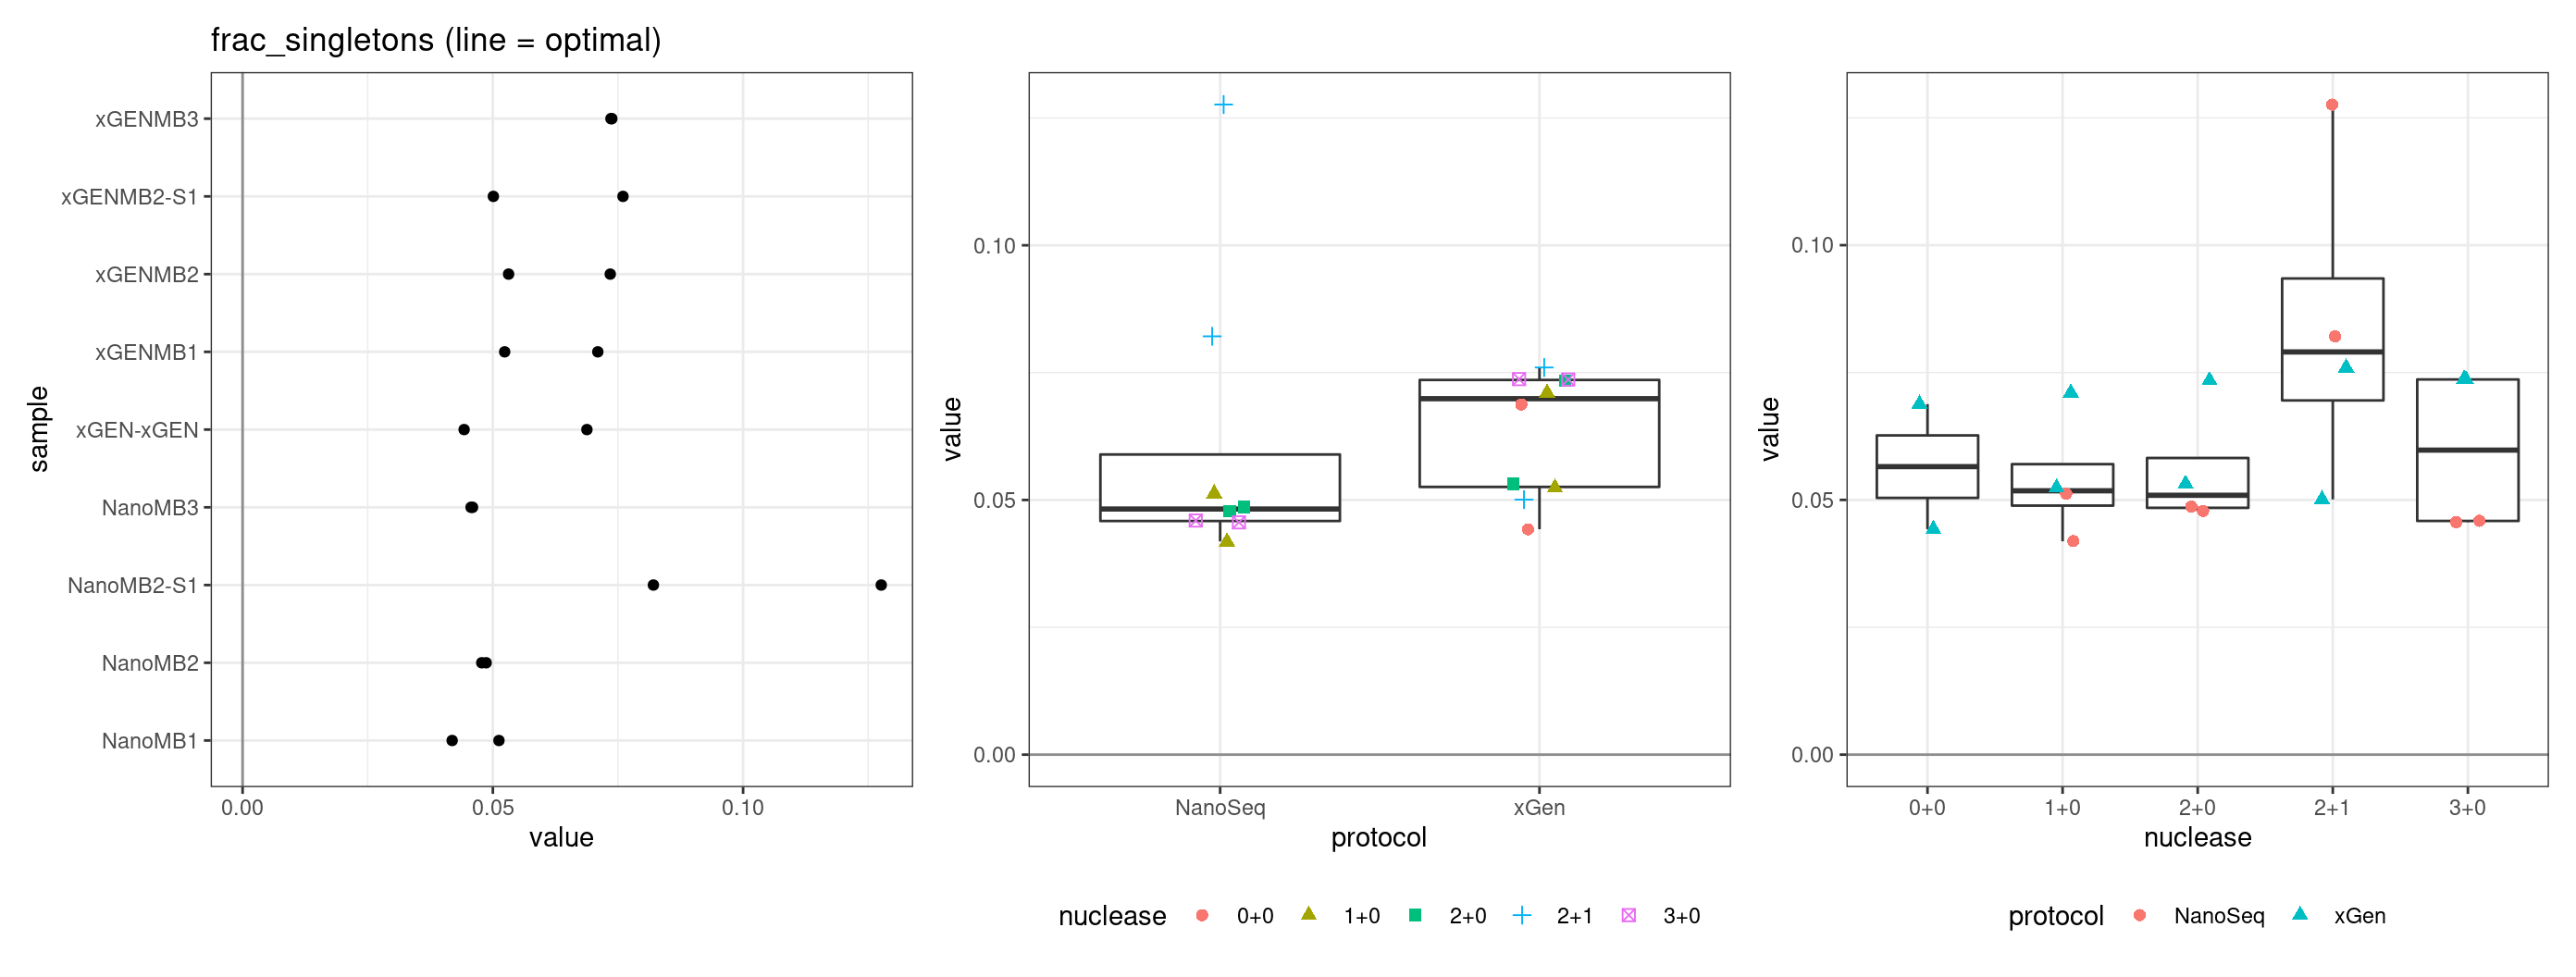 frac_singletons (line = optimal)
sample
xGENMB3
xGENMB2-S1
xGENMB2
xGENMB1
xGEN-xGEN
NanoMB3
NanoMB2-S1
NanoMB2
NanoMB1
0.00 0.05 0.10
value
value
0.10
0.05
0.00
NanoSeq xGen
protocol
nuclease 0+0 1+0 2+0 2+1 3+0
value
0.10
0.05
0.00
0+0 1+0 2+0 2+1 3+0
nuclease
protocol NanoSeq xGen